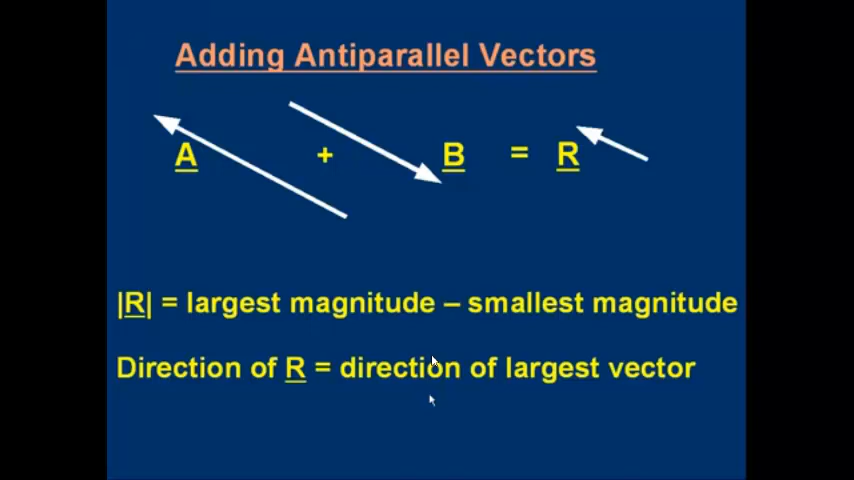 Adding Antiparallel Vectors
A + B = R
|R| = largest magnitude – smallest magnitude
Direction of R = direction of largest vector